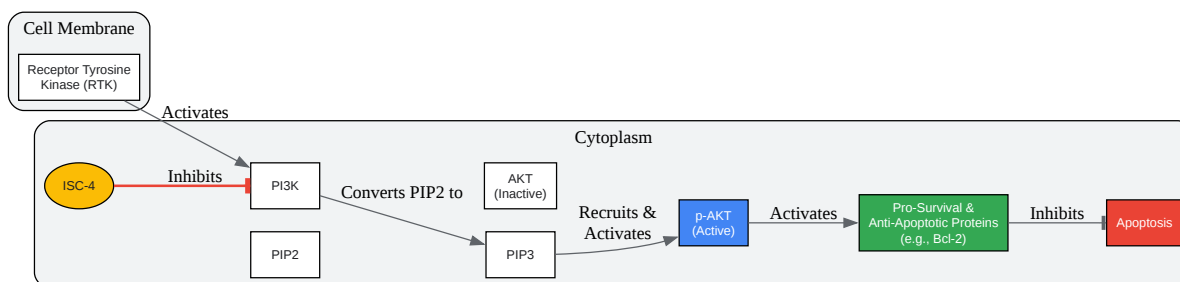 Cell Membrane
Receptor Tyrosine
Kinase (RTK)
Activates
Cytoplasm
ISC-4
Inhibits
PI3K
Converts PIP2 to
AKT
(Inactive)
PIP2
PIP3
Recruits &
Activates
p-AKT
(Active)
Activates
Pro-Survival &
Anti-Apoptotic Proteins
(e.g., Bcl-2)
Inhibits
Apoptosis